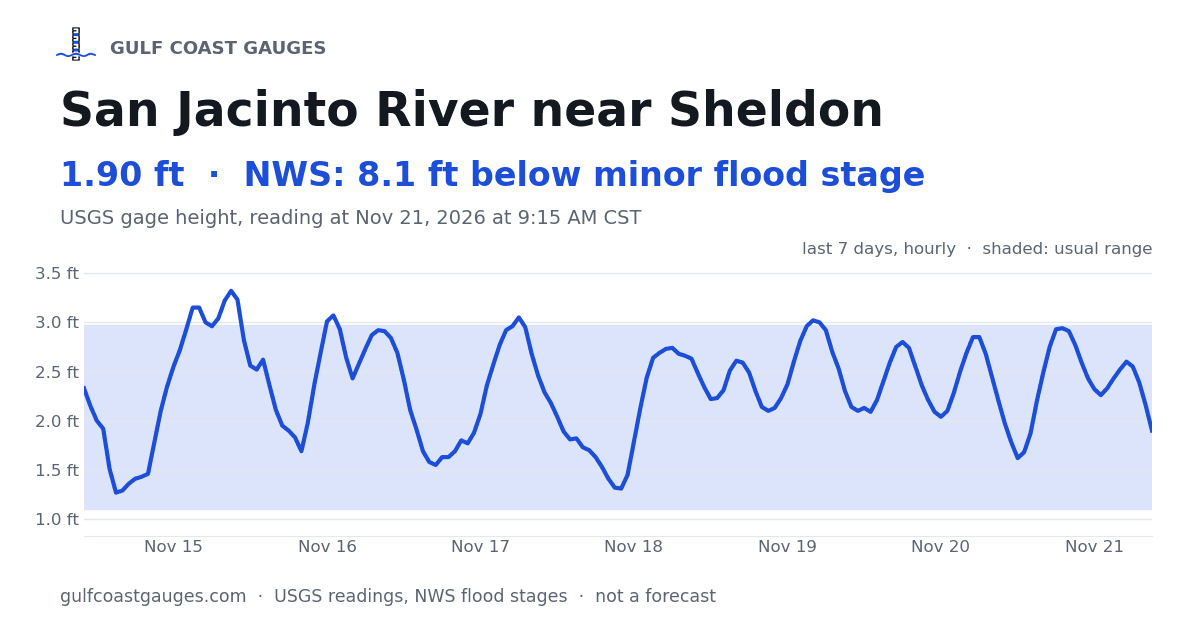 GULF COAST GAUGES
San Jacinto River near Sheldon
1.90 ft · NWS: 8.1 ft below minor flood stage
USGS gage height, reading at Nov 21, 2026 at 9:15 AM CST
last 7 days, hourly · shaded: usual range
3.5 ft
3.0 ft
2.5 ft
2.0 ft
1.5 ft
1.0 ft
Nov 15 Nov 16 Nov 17 Nov 18 Nov 19 Nov 20 Nov 21
gulfcoastgauges.com · USGS readings, NWS flood stages · not a forecast